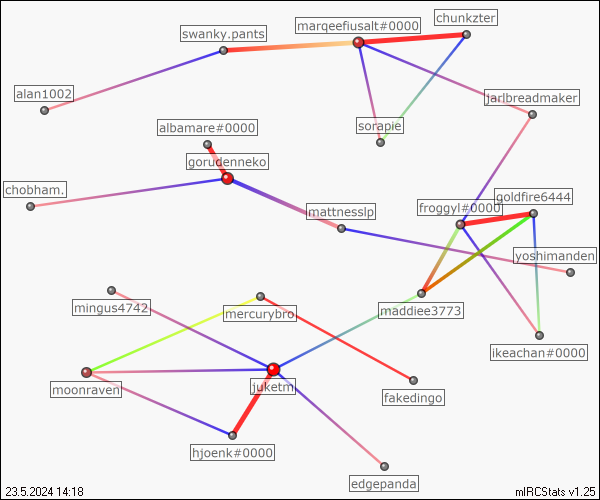 chunkzter
marqeefiusalt#0000
swanky.pants
alan1002
jarlbreadmaker
albamare#0000
sorapie
gorudenneko
chobham.
goldfire6444
froggyl#0000
mattnesslp
yoshimanden
mingus4742
mercurybro
maddiee3773
ikeachan#0000
moonraven
juketm
fakedingo
hjoenk#0000
edgepanda
23.5.2024 14:18
mIRCStats v1.25